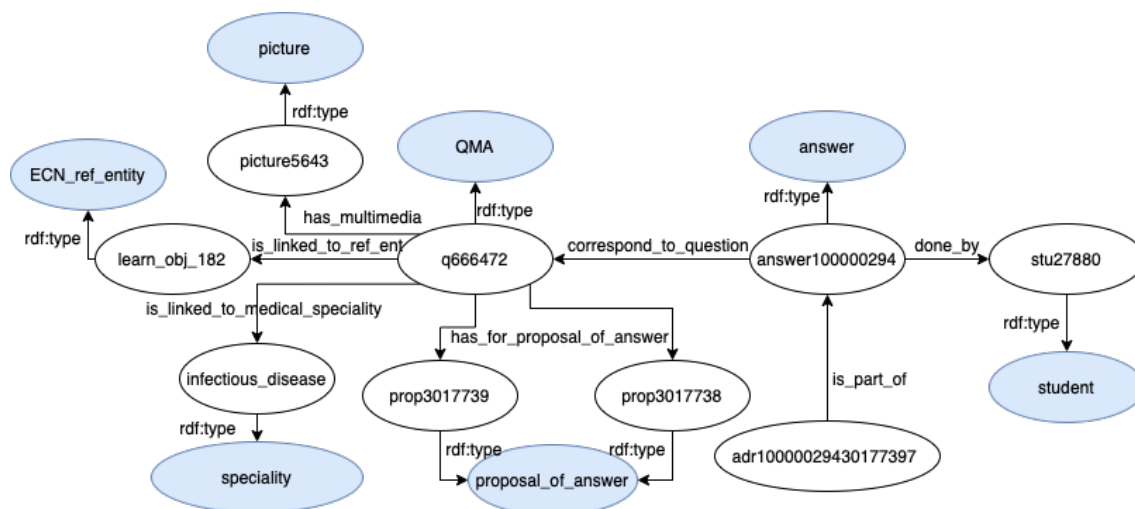 picture
rdf:type
picture5643
QMA
answer
ECN_ref_entity
rdf:type
has_multimedia
rdf:type
rdf:type
learn_obj_182
is_linked_to_ref_ent
q666472
correspond_to_question
answer100000294
done_by
stu27880
is_linked_to_medical_speciality
has_for_proposal_of_answer
rdf:type
infectious_disease
prop3017739
prop3017738
is_part_of
student
rdf:type
rdf:type
rdf:type
adr10000029430177397
speciality
proposal_of_answer